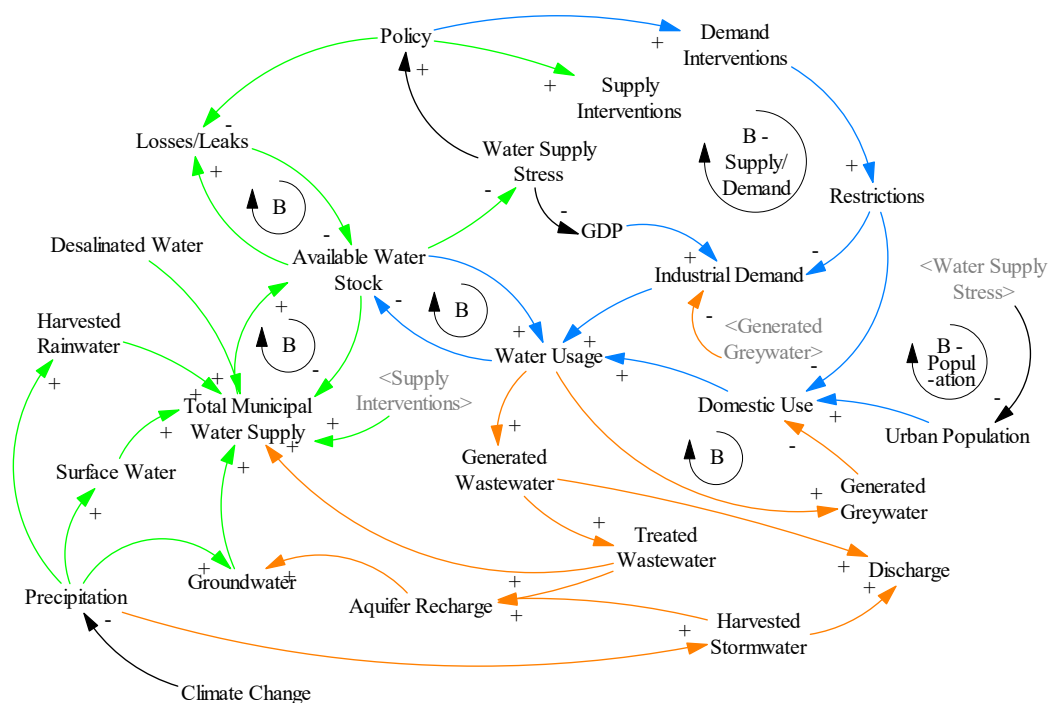 Policy
Demand
Interventions
Supply
Interventions
Losses/Leaks
Water Supply
Stress
B -
Supply/
Demand
Restrictions
B
GDP
Desalinated Water
Available Water
Stock
Industrial Demand
<Water Supply
Stress>
Harvested
Rainwater
B
B
Water Usage
<Generated
Greywater>
B -
Popul
-ation
<Supply
Interventions>
Total Municipal
Water Supply
Domestic Use
Urban Population
Surface Water
Generated
Wastewater
B
Generated
Greywater
Treated
Wastewater
Discharge
Groundwater
Precipitation
Aquifer Recharge
Harvested
Stormwater
Climate Change
+
+
+
-
+
-
-
-
+
+
-
-
+
+
-
-
+
+
+
+
-
+
+
+
+
+
-
-
-
+
-
+
+
+
+
+
+
+
+
+
+
+
-